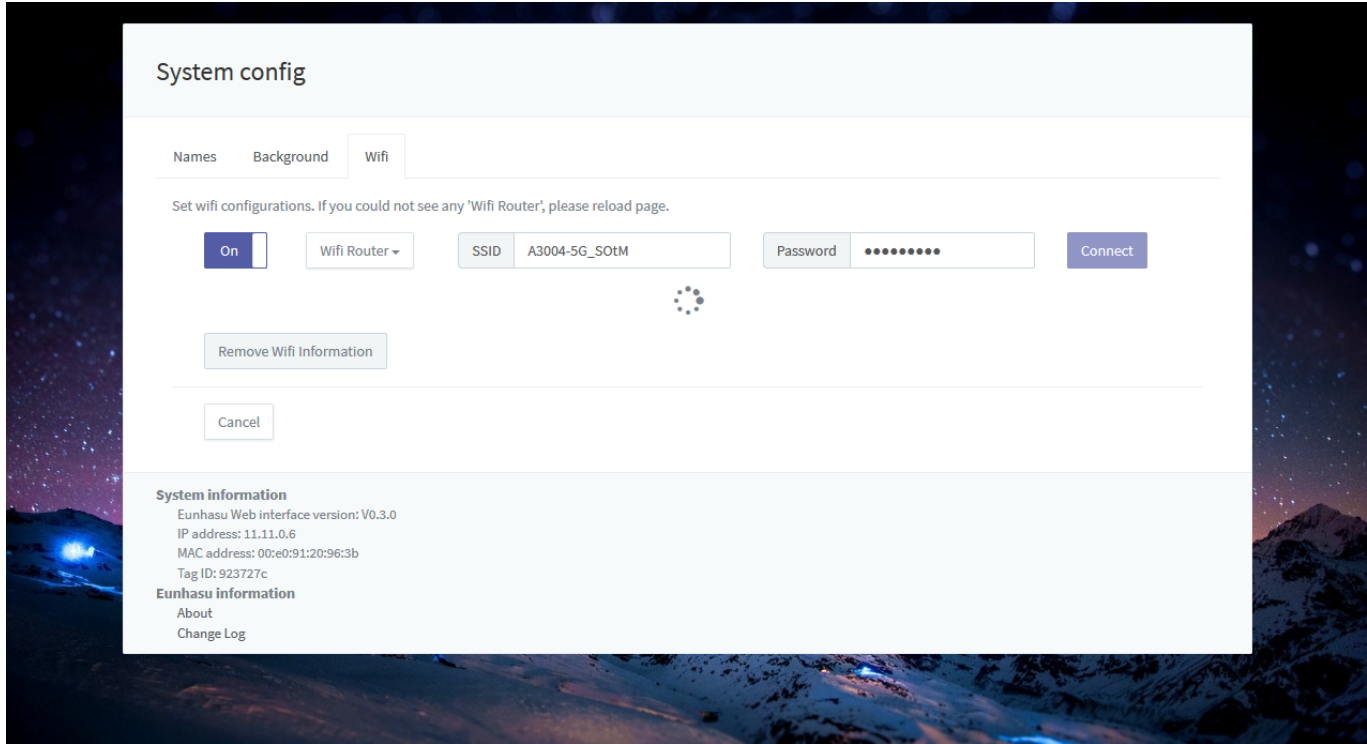 System config
Names Background Wifi
Set wifi configurations. If you could not see any 'Wifi Router', please reload page.
On Wifi Router SSID A3004-5G_SOtM Password ●●●●●●●●● Connect
Remove Wifi Information
Cancel
System information
Eunhasu Web interface version: V0.3.0
IP address: 11.11.0.6
MAC address: 00:e0:91:20:96:3b
Tag ID: 923727c
Eunhasu information
About
Change Log